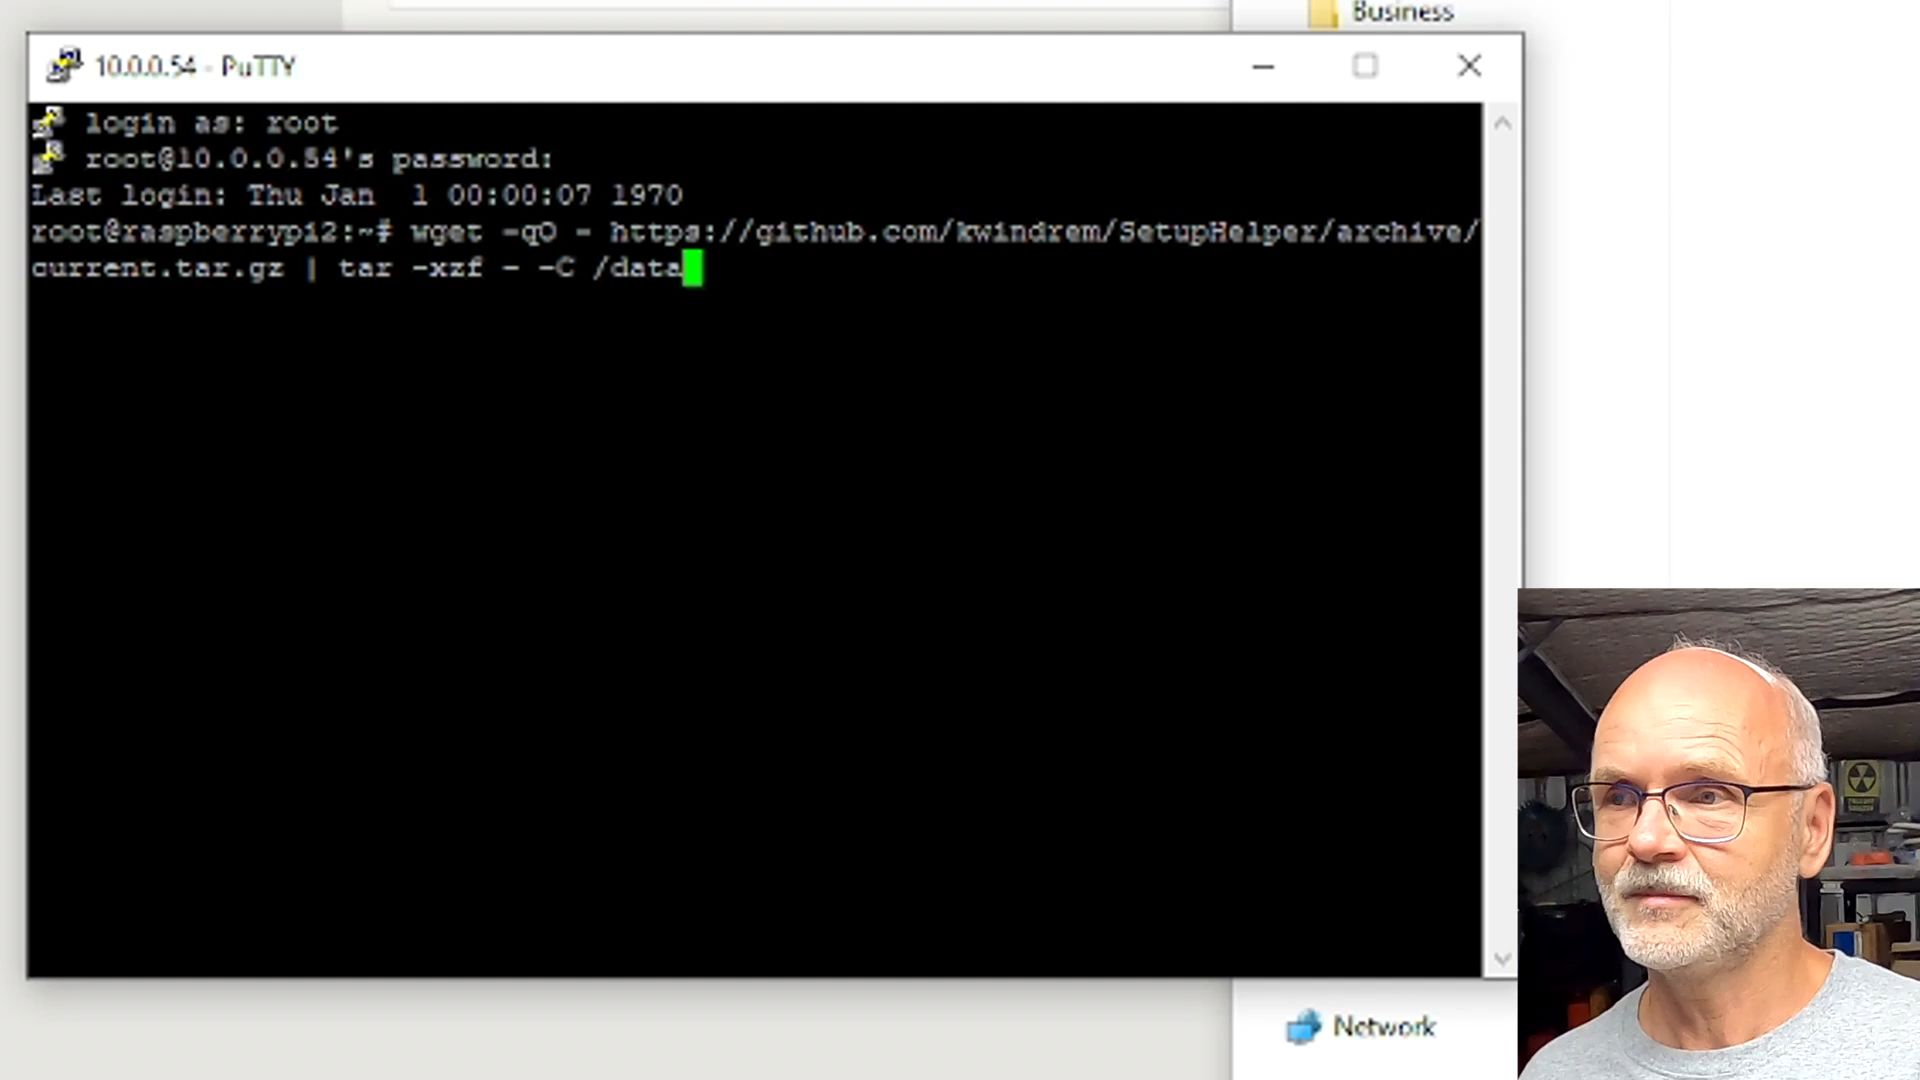 Business
10.0.0.54 - PuTTY
login as: root
root@10.0.0.54's password:
Last login: Thu Jan  1 00:00:07 1970
root@raspberrypi2:~# wget -qO - https://github.com/kwindrem/SetupHelper/archive/
current.tar.gz | tar -xzf - -C /data
Network